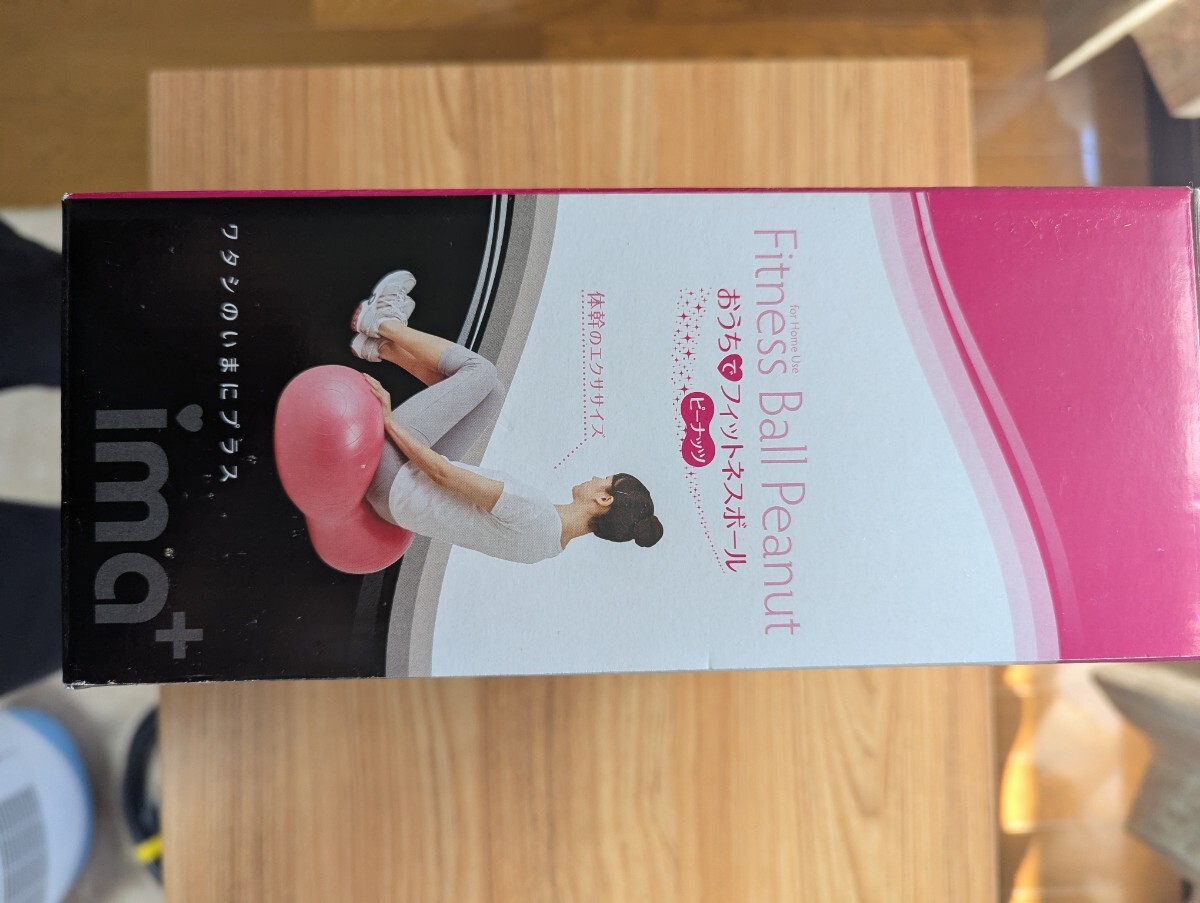 Fitness Ball Peanut
for Home Use
おうちでフィットネスボール
ピーナッツ
体幹のエクササイズ
ワタシのいまにプラス
ima+